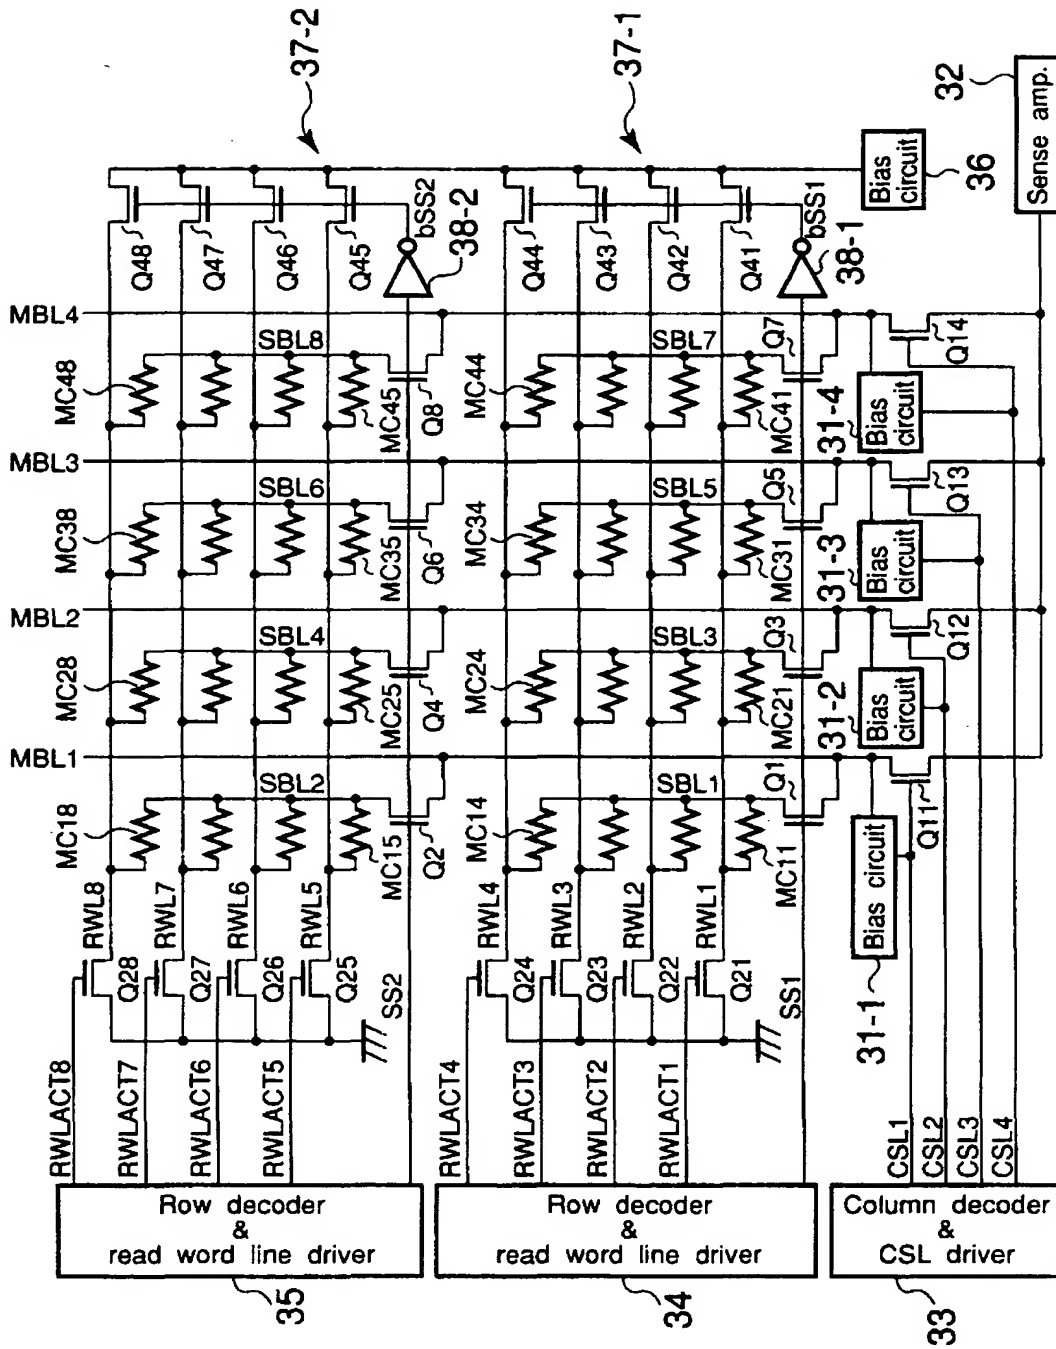 37-2
37-1
32
Sense amp.
Bias circuit
36
Q48
Q47
Q46
Q45
bSS2
38-2
Q44
Q43
Q42
Q41
bSS1
38-1
MBL4
MC48
SBL8
MC45
Q8
MC44
SBL7
MC41
Q7
31-4
Bias circuit
Q14
MBL3
MC38
SBL6
MC35
Q6
MC34
SBL5
MC31
Q5
31-3
Bias circuit
Q13
MBL2
MC28
SBL4
MC25
Q4
MC24
SBL3
MC21
Q3
31-2
Bias circuit
Q12
MBL1
MC18
SBL2
MC15
Q2
MC14
SBL1
MC11
Q1
31-1
Bias circuit
Q11
RWL8
RWL7
RWL6
RWL5
RWL4
RWL3
RWL2
RWL1
Q28
Q27
Q26
Q25
SS2
Q24
Q23
Q22
Q21
SS1
RWLACT8
RWLACT7
RWLACT6
RWLACT5
RWLACT4
RWLACT3
RWLACT2
RWLACT1
CSL1
CSL2
CSL3
CSL4
Row decoder
&
read word line driver
35
Row decoder
&
read word line driver
34
Column decoder
&
CSL driver
33